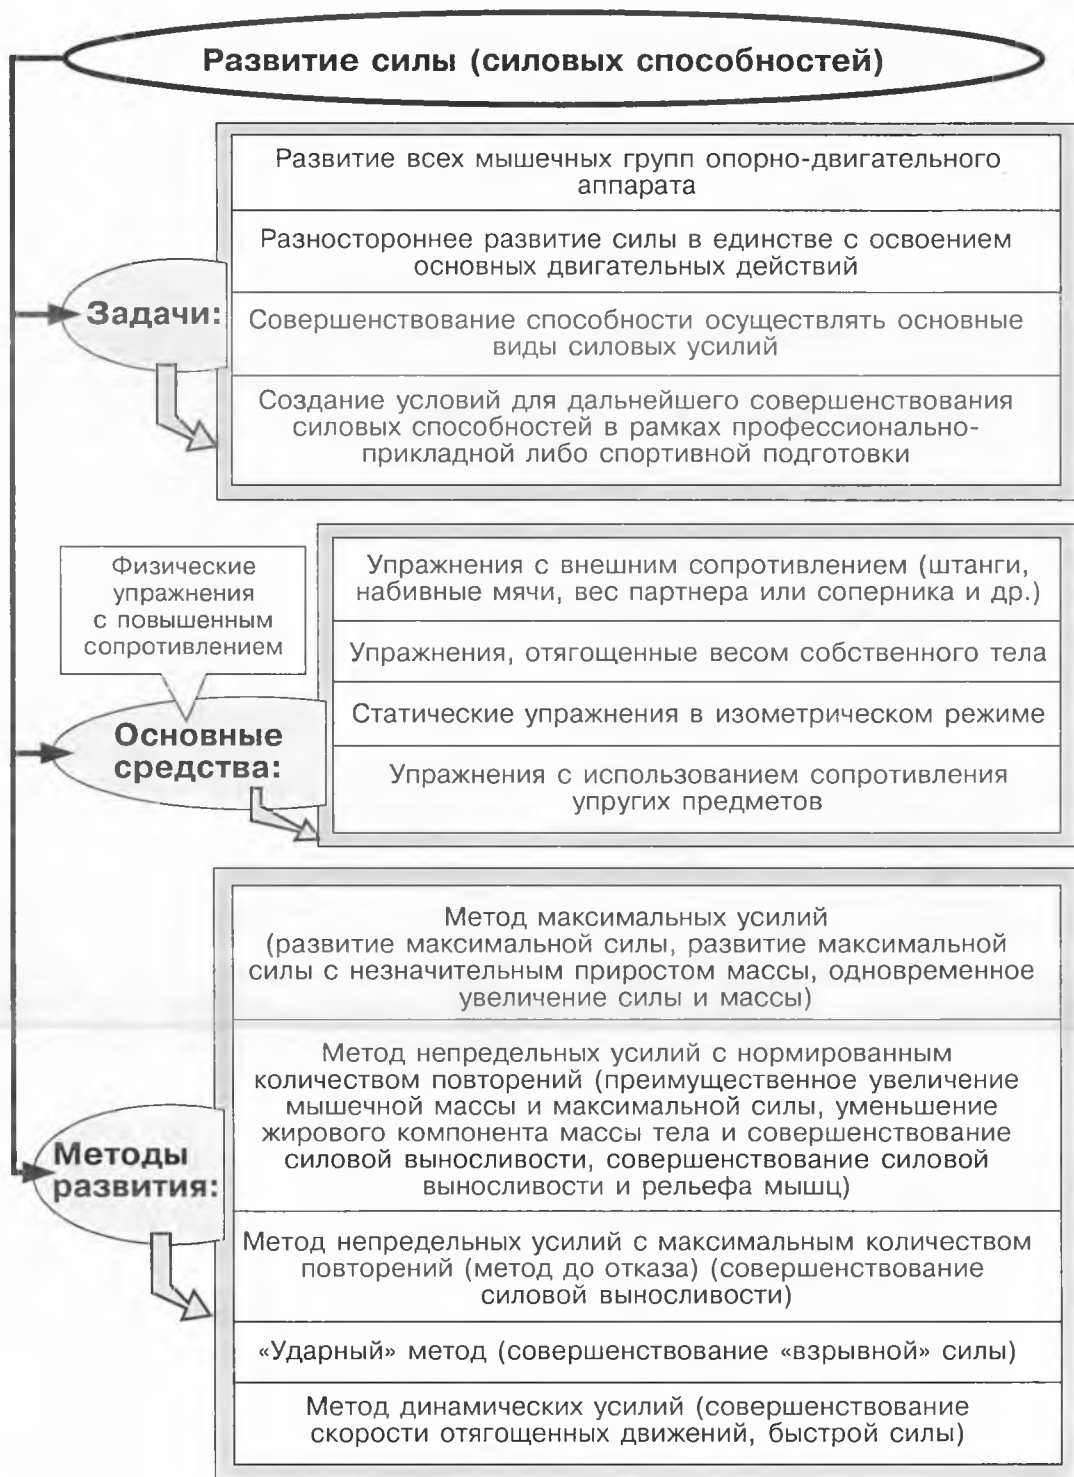 Развитие силы (силовых способностей)
Задачи:
Развитие всех мышечных групп опорно-двигательного
аппарата
Разностороннее развитие силы в единстве с освоением
основных двигательных действий
Совершенствование способности осуществлять основные
виды силовых усилий
Создание условий для дальнейшего совершенствования
силовых способностей в рамках профессионально-
прикладной либо спортивной подготовки
Физические
упражнения
с повышенным
сопротивлением
Основные
средства:
Упражнения с внешним сопротивлением (штанги,
набивные мячи, вес партнера или соперника и др.)
Упражнения, отягощенные весом собственного тела
Статические упражнения в изометрическом режиме
Упражнения с использованием сопротивления
упругих предметов
Методы
развития:
Метод максимальных усилий
(развитие максимальной силы, развитие максимальной
силы с незначительным приростом массы, одновременное
увеличение силы и массы)
Метод непредельных усилий с нормированным
количеством повторений (преимущественное увеличение
мышечной массы и максимальной силы, уменьшение
жирового компонента массы тела и совершенствование
силовой выносливости, совершенствование силовой
выносливости и рельефа мышц)
Метод непредельных усилий с максимальным количеством
повторений (метод до отказа) (совершенствование
силовой выносливости)
«Ударный» метод (совершенствование «взрывной» силы)
Метод динамических усилий (совершенствование
скорости отягощенных движений, быстрой силы)